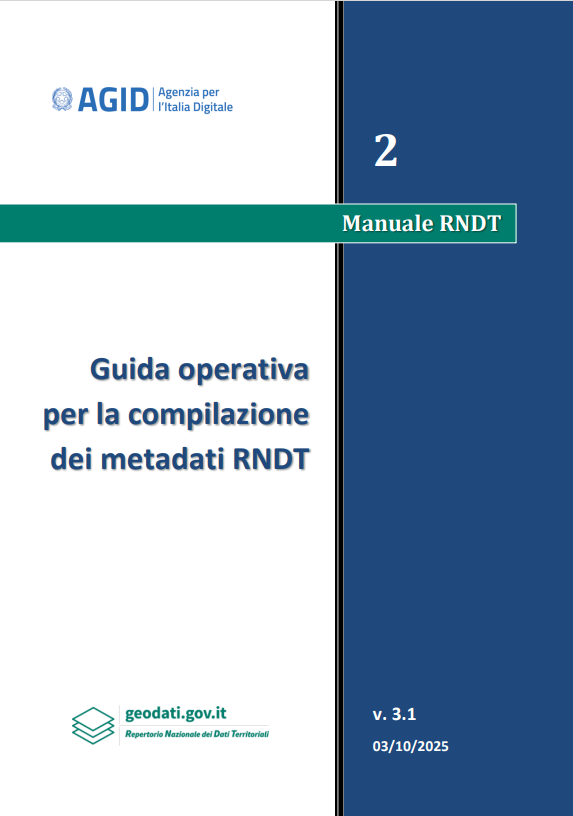 AGID
Agenzia per
l'Italia Digitale
2
Manuale RNDT
Guida operativa
per la compilazione
dei metadati RNDT
geodati.gov.it
Repertorio Nazionale dei Dati Territoriali
v. 3.1
03/10/2025